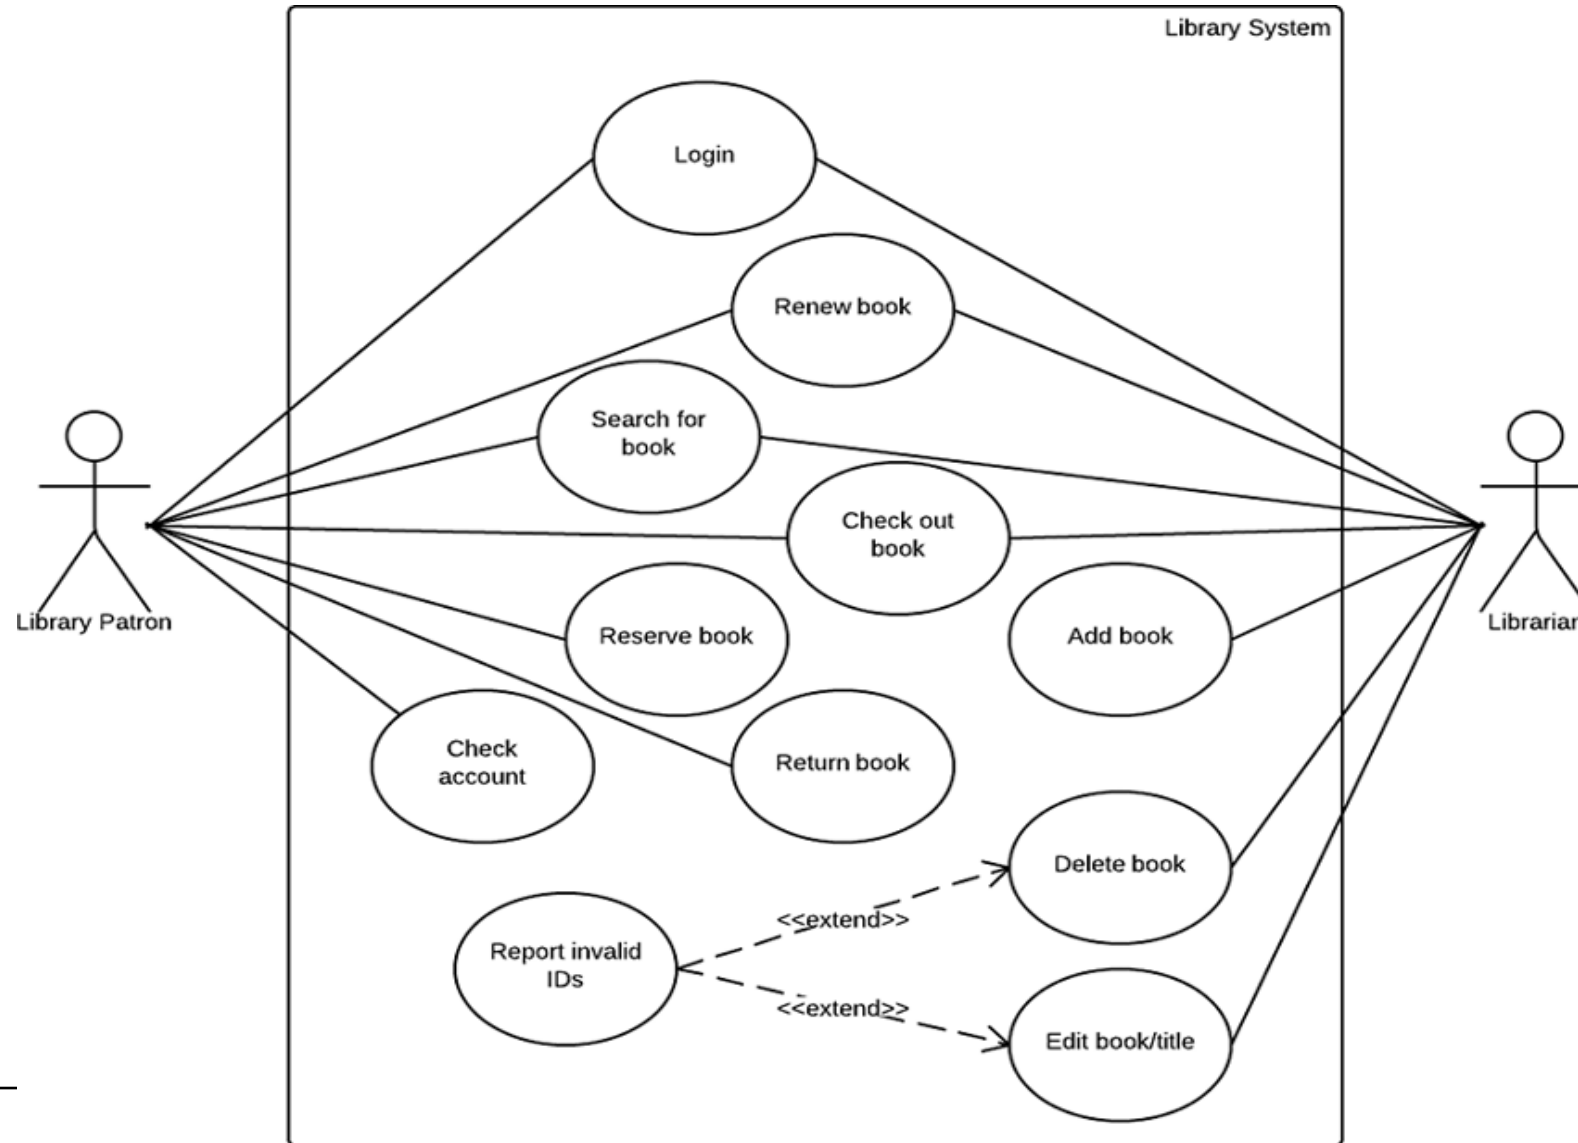 Library System
Login
Renew book
Search for
book
Check out
book
Library Patron
Librarian
Reserve book
Add book
Check
account
Return book
Delete book
<<extend>>
Report invalid
IDs
<<extend>>
Edit book/title